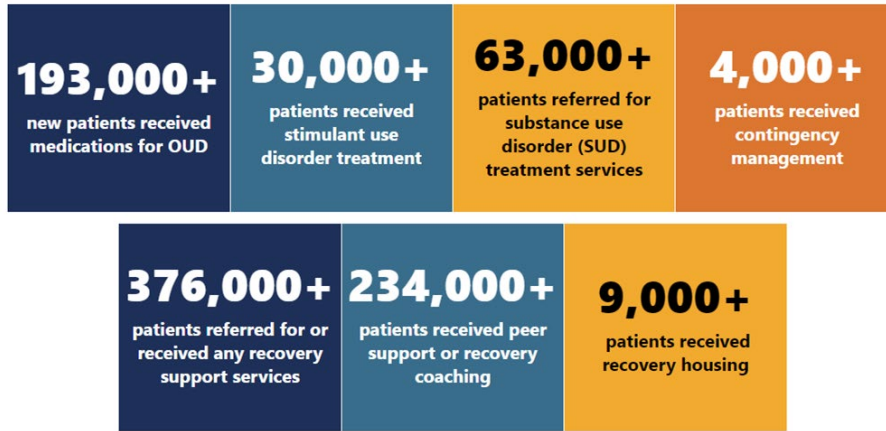 193,000+
new patients received
medications for OUD
30,000+
patients received
stimulant use
disorder treatment
63,000+
patients referred for
substance use
disorder (SUD)
treatment services
4,000+
patients received
contingency
management
376,000+
patients referred for or
received any recovery
support services
234,000+
patients received peer
support or recovery
coaching
9,000+
patients received
recovery housing